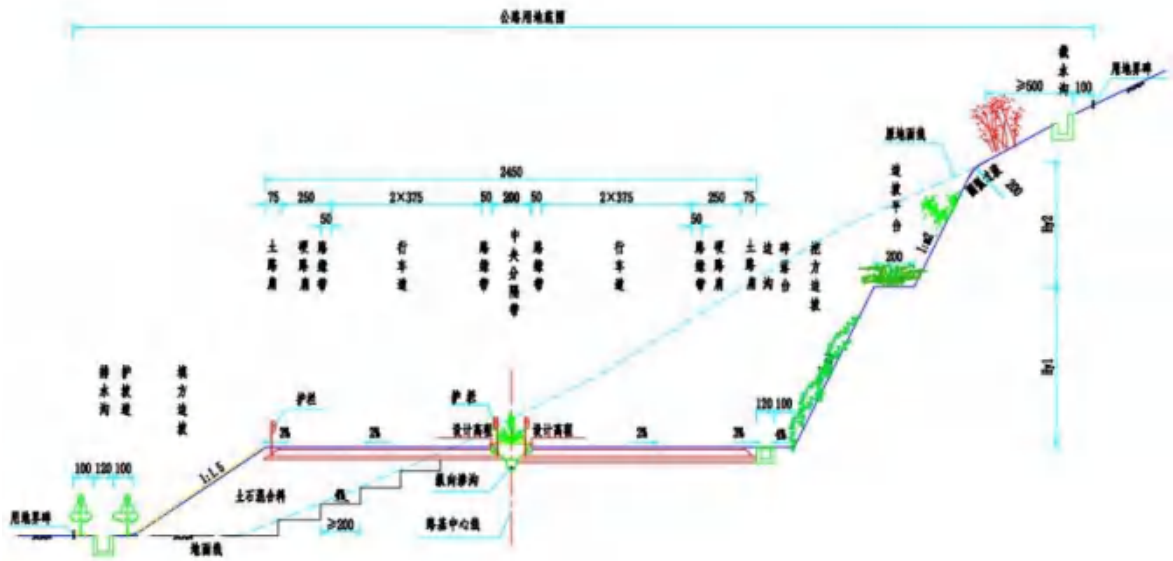 公路用地范围
截水沟
用地界碑
≥500
100
原地面线
2450
75
250
2×375
50
200
50
2×375
250
75
50
50
土路肩
硬路肩
路缘带
行车道
路缘带
中央分隔带
路缘带
行车道
路缘带
硬路肩
土路肩
边沟
碎落台
挖方边坡
边坡平台
200
1:m2
200
Hy2
Hy1
排水沟
护坡道
填方边坡
护栏
护栏
设计高程
设计高程
2%
2%
3%
4%
120
100
100
120
100
1:1.5
土石混合料
4%
纵向渗沟
≥200
路基中心线
用地界碑
地面线